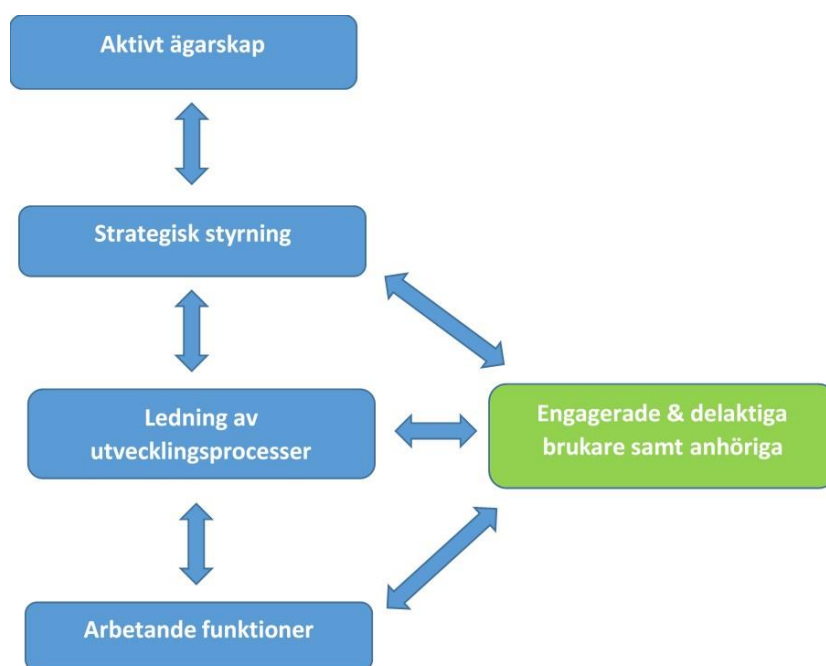 Aktivt ägarskap
Strategisk styrning
Ledning av
utvecklingsprocesser
Engagerade & delaktiga
brukare samt anhöriga
Arbetande funktioner